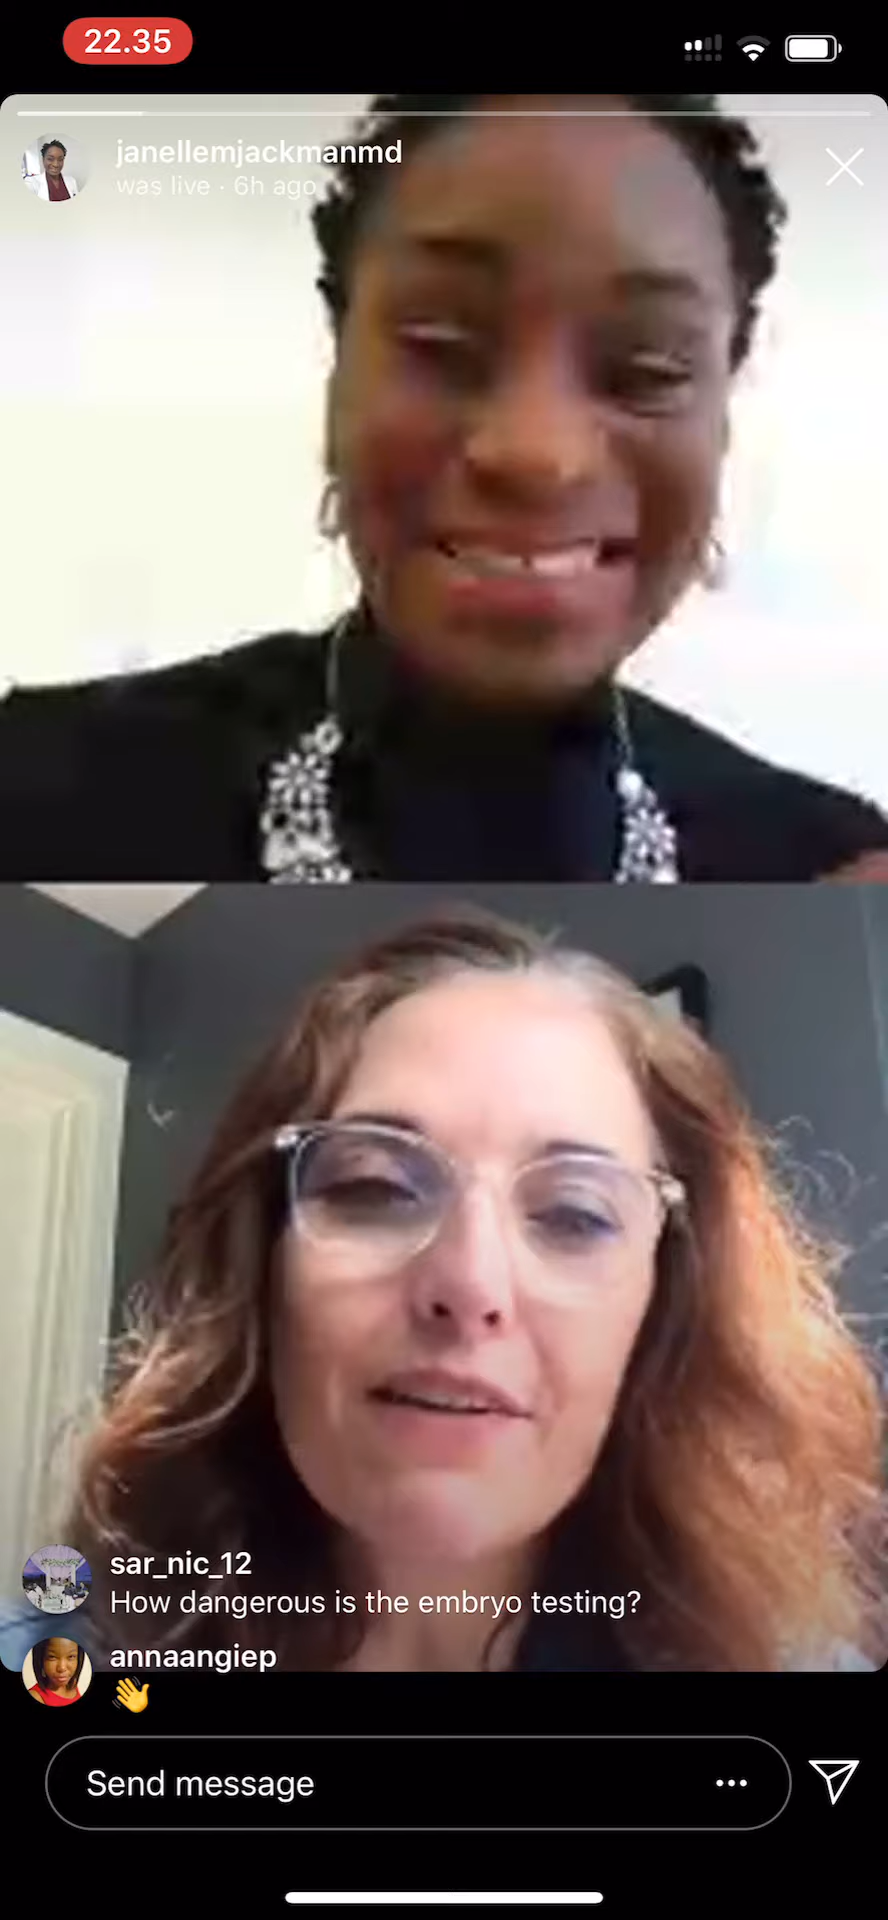 22.35
janellemjackmanmd
was live · 6h ago
sar_nic_12
How dangerous is the embryo testing?
annaangiep
👋
Send message